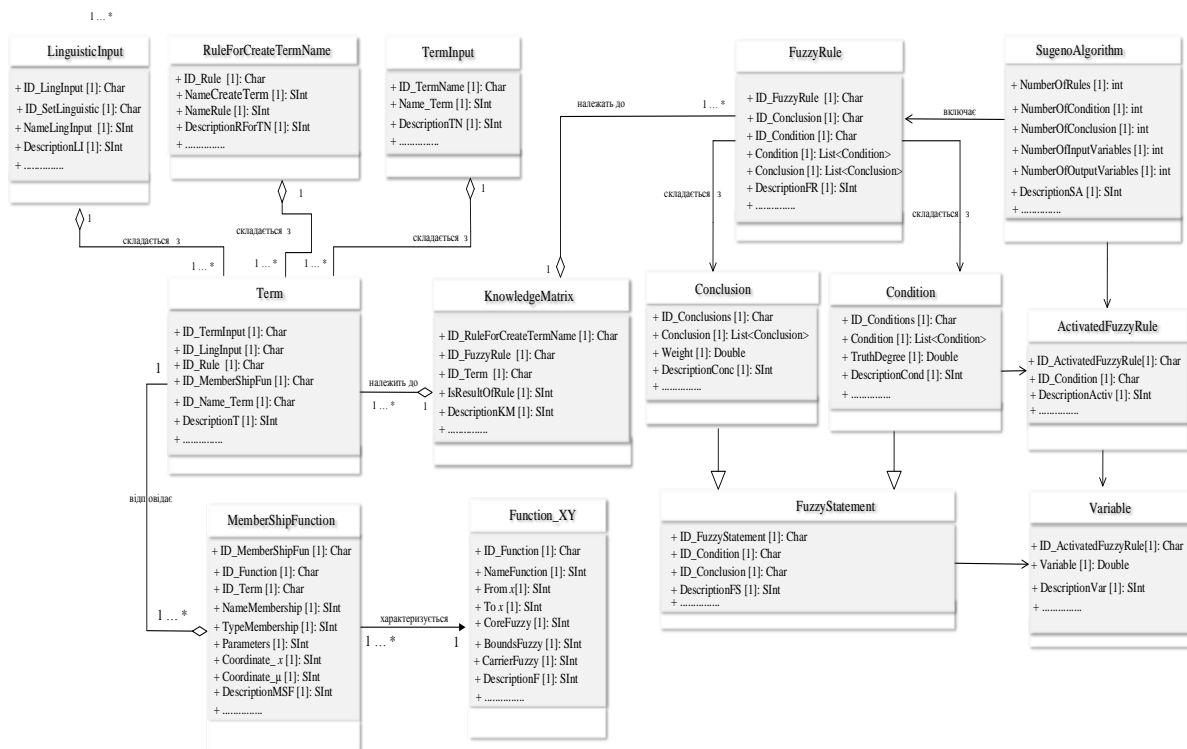 1 ... *
LinguisticInput
+ ID_LingInput [1]: Char
+ ID_SetLinguistic [1]: Char
+ NameLingInput [1]: SInt
+ DescriptionLI [1]: SInt
+ ...............
RuleForCreateTermName
+ ID_Rule [1]: Char
+ NameCreateTerm [1]: SInt
+ NameRule [1]: SInt
+ DescriptionRForTN [1]: SInt
+ ...............
TermInput
+ ID_TermName [1]: Char
+ Name_Term [1]: SInt
+ DescriptionTN [1]: SInt
+ ...............
FuzzyRule
+ ID_FuzzyRule [1]: Char
+ ID_Conclusion [1]: Char
+ ID_Condition [1]: Char
+ Condition [1]: List<Condition>
+ Conclusion [1]: List<Conclusion>
+ DescriptionFR [1]: SInt
+ ...............
SugenoAlgorithm
+ NumberOfRules [1]: int
+ NumberOfCondition [1]: int
+ NumberOfConclusion [1]: int
+ NumberOfInputVariables [1]: int
+ NumberOfOutputVariables [1]: int
+ DescriptionSA [1]: SInt
+ ...............
належать до
1 ... *
включає
1
1
1
складається з
складається з
складається з
складається з
складається з
1 ... *
1 ... *
1 ... *
1
Term
+ ID_TermInput [1]: Char
+ ID_LingInput [1]: Char
+ ID_Rule [1]: Char
+ ID_MemberShipFun [1]: Char
+ ID_Name_Term [1]: Char
+ DescriptionT [1]: SInt
+ ...............
KnowledgeMatrix
+ ID_RuleForCreateTermName [1]: Char
+ ID_FuzzyRule [1]: Char
+ ID_Term [1]: Char
+ IsResultOfRule [1]: SInt
+ DescriptionKM [1]: SInt
+ ...............
Conclusion
+ ID_Conclusions [1]: Char
+ Conclusion [1]: List<Conclusion>
+ Weight [1]: Double
+ DescriptionConc [1]: SInt
+ ...............
Condition
+ ID_Conditions [1]: Char
+ Condition [1]: List<Condition>
+ TruthDegree [1]: Double
+ DescriptionCond [1]: SInt
+ ...............
ActivatedFuzzyRule
+ ID_ActivatedFuzzyRule[1]: Char
+ ID_Condition [1]: Char
+ DescriptionActiv [1]: SInt
+ ...............
1
належить до
1 ... *
1
відповідає
1 ... *
MemberShipFunction
+ ID_MemberShipFun [1]: Char
+ ID_Function [1]: Char
+ ID_Term [1]: Char
+ NameMembership [1]: SInt
+ TypeMembership [1]: SInt
+ Parameters [1]: SInt
+ Coordinate_ x [1]: SInt
+ Coordinate_μ [1]: SInt
+ DescriptionMSF [1]: SInt
+ ...............
характеризується
1 ... *
1
Function_XY
+ ID_Function [1]: Char
+ NameFunction [1]: SInt
+ From x[1]: SInt
+ To x [1]: SInt
+ CoreFuzzy [1]: SInt
+ BoundsFuzzy [1]: SInt
+ CarrierFuzzy [1]: SInt
+ DescriptionF [1]: SInt
+ ...............
FuzzyStatement
+ ID_FuzzyStatement [1]: Char
+ ID_Condition [1]: Char
+ ID_Conclusion [1]: Char
+ DescriptionFS [1]: SInt
+ ...............
Variable
+ ID_ActivatedFuzzyRule[1]: Char
+ Variable [1]: Double
+ DescriptionVar [1]: SInt
+ ...............